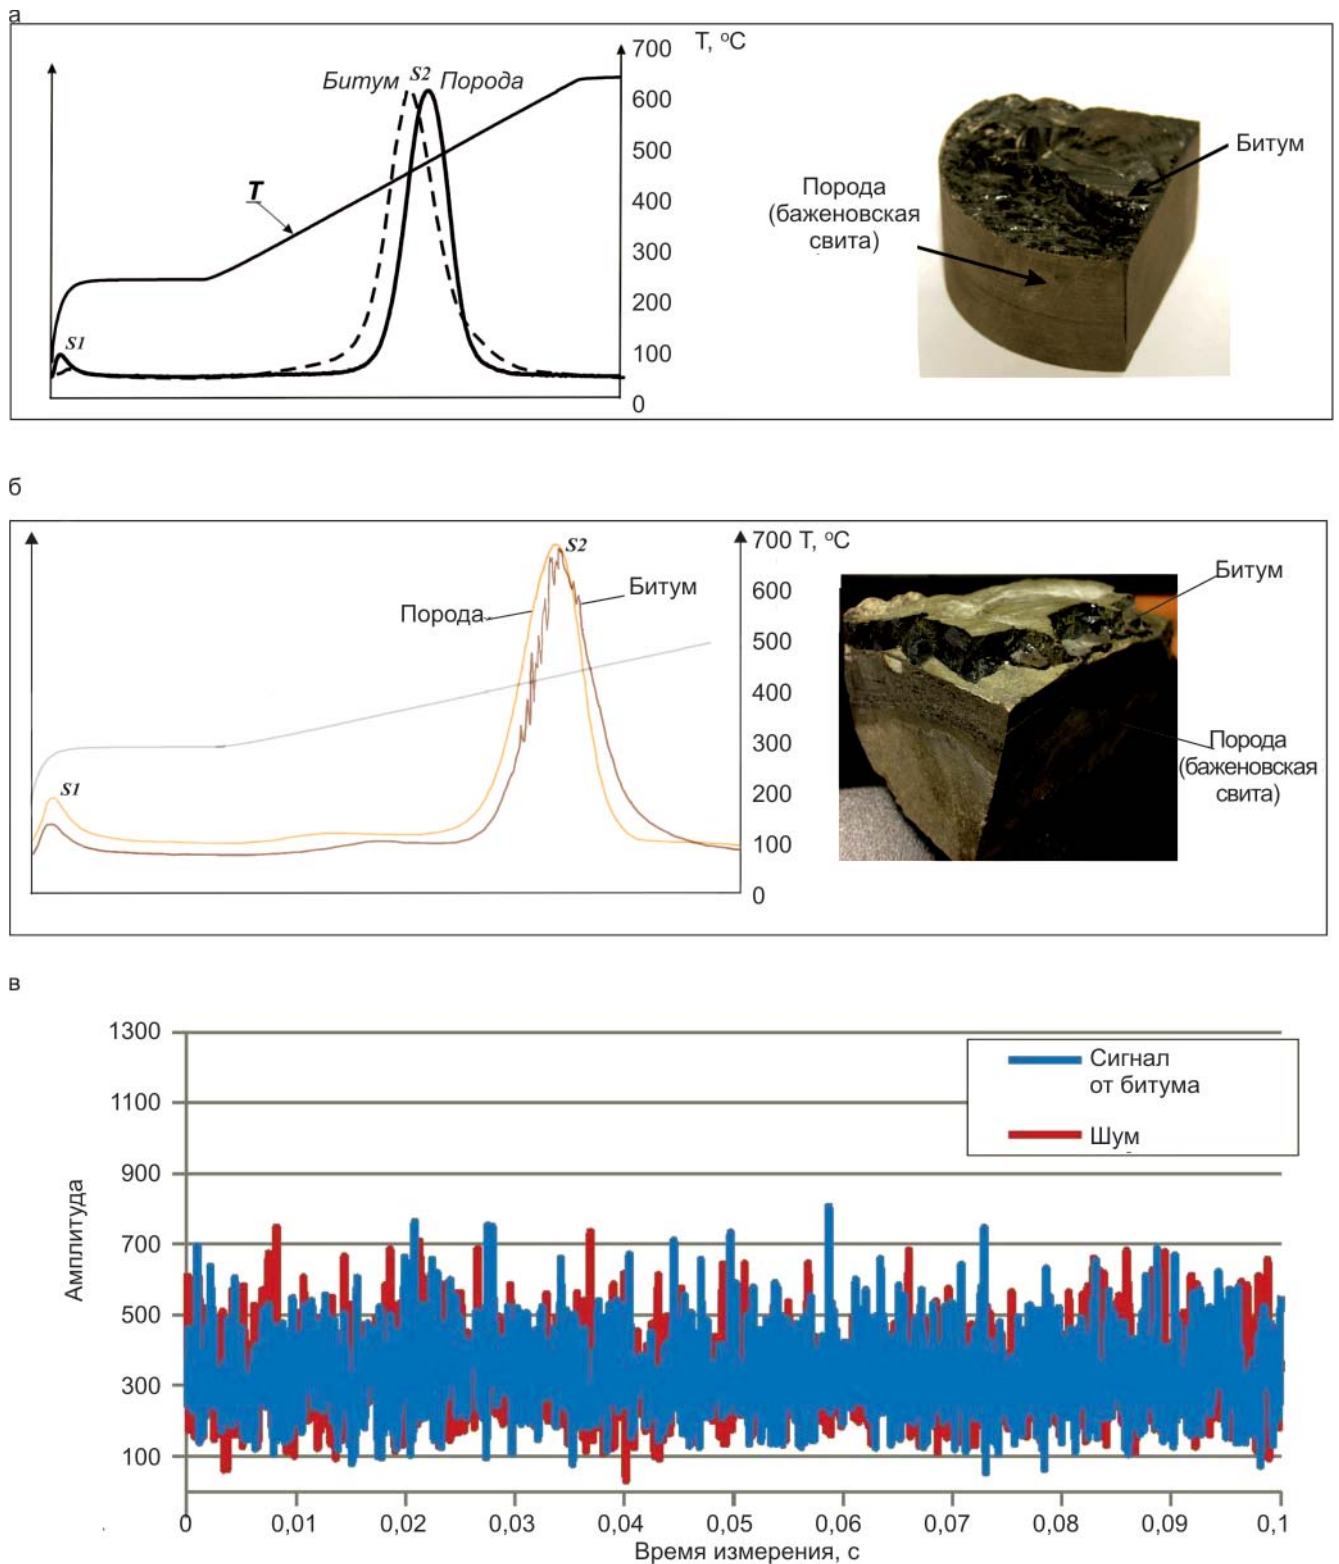 а
700 T, °C
Битум S2 Порода
600
500
400
300
200
100
0
T
S1
Битум
Порода
(баженовская
свита)
б
700 T, °C
S2
600
Битум
Порода
500
400
300
200
100
0
S1
Битум
Порода
(баженовская
свита)
в
1300
1100
900
700
500
300
100
Амплитуда
Сигнал
от битума
Шум
0 0,01 0,02 0,03 0,04 0,05 0,06 0,07 0,08 0,09 0,1
Время измерения, с